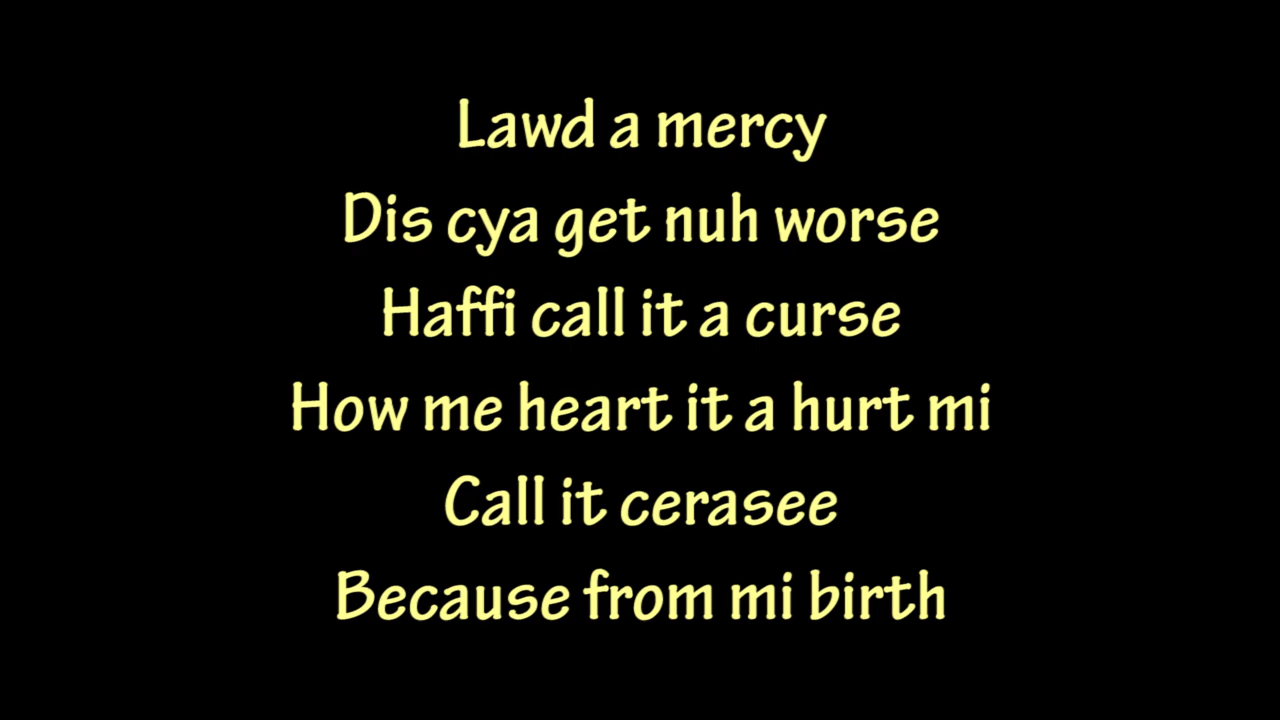 Lawd a mercy
Dis cya get nuh worse
Haffi call it a curse
How me heart it a hurt mi
Call it cerasee
Because from mi birth